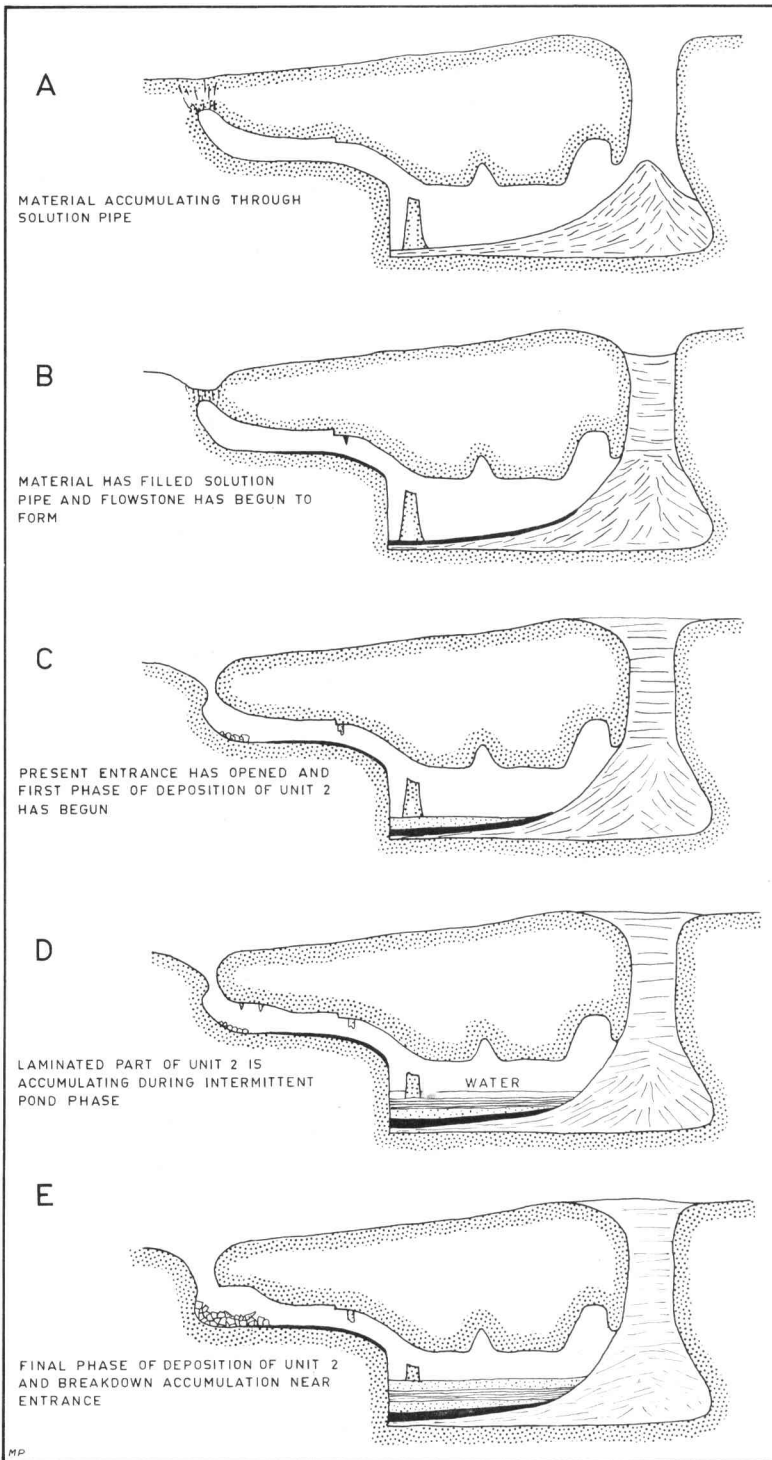 A
MATERIAL ACCUMULATING THROUGH
SOLUTION PIPE
B
MATERIAL HAS FILLED SOLUTION
PIPE AND FLOWSTONE HAS BEGUN TO
FORM
C
PRESENT ENTRANCE HAS OPENED AND
FIRST PHASE OF DEPOSITION OF UNIT 2
HAS BEGUN
D
WATER
LAMINATED PART OF UNIT 2 IS
ACCUMULATING DURING INTERMITTENT
POND PHASE
E
FINAL PHASE OF DEPOSITION OF UNIT 2
AND BREAKDOWN ACCUMULATION NEAR
ENTRANCE
MP